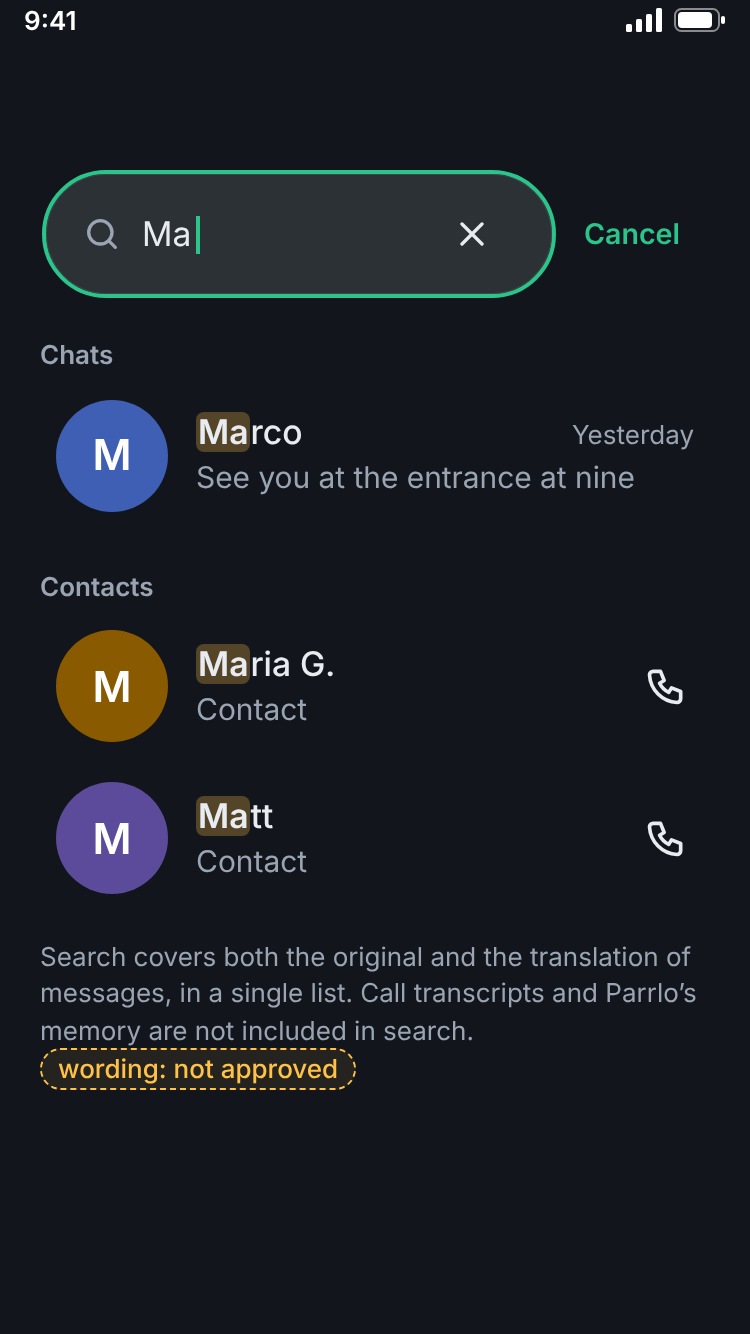 9:41
Ma
Cancel
Chats
M
Marco
Yesterday
See you at the entrance at nine
Contacts
M
Maria G.
Contact
M
Matt
Contact
Search covers both the original and the translation of
messages, in a single list. Call transcripts and Parrlo’s
memory are not included in search.
wording: not approved